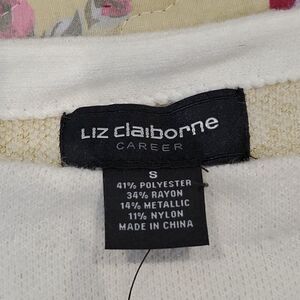 Liz claiborne
CAREER
S
41% POLYESTER
34% RAYON
14% METALLIC
11% NYLON
MADE IN CHINA